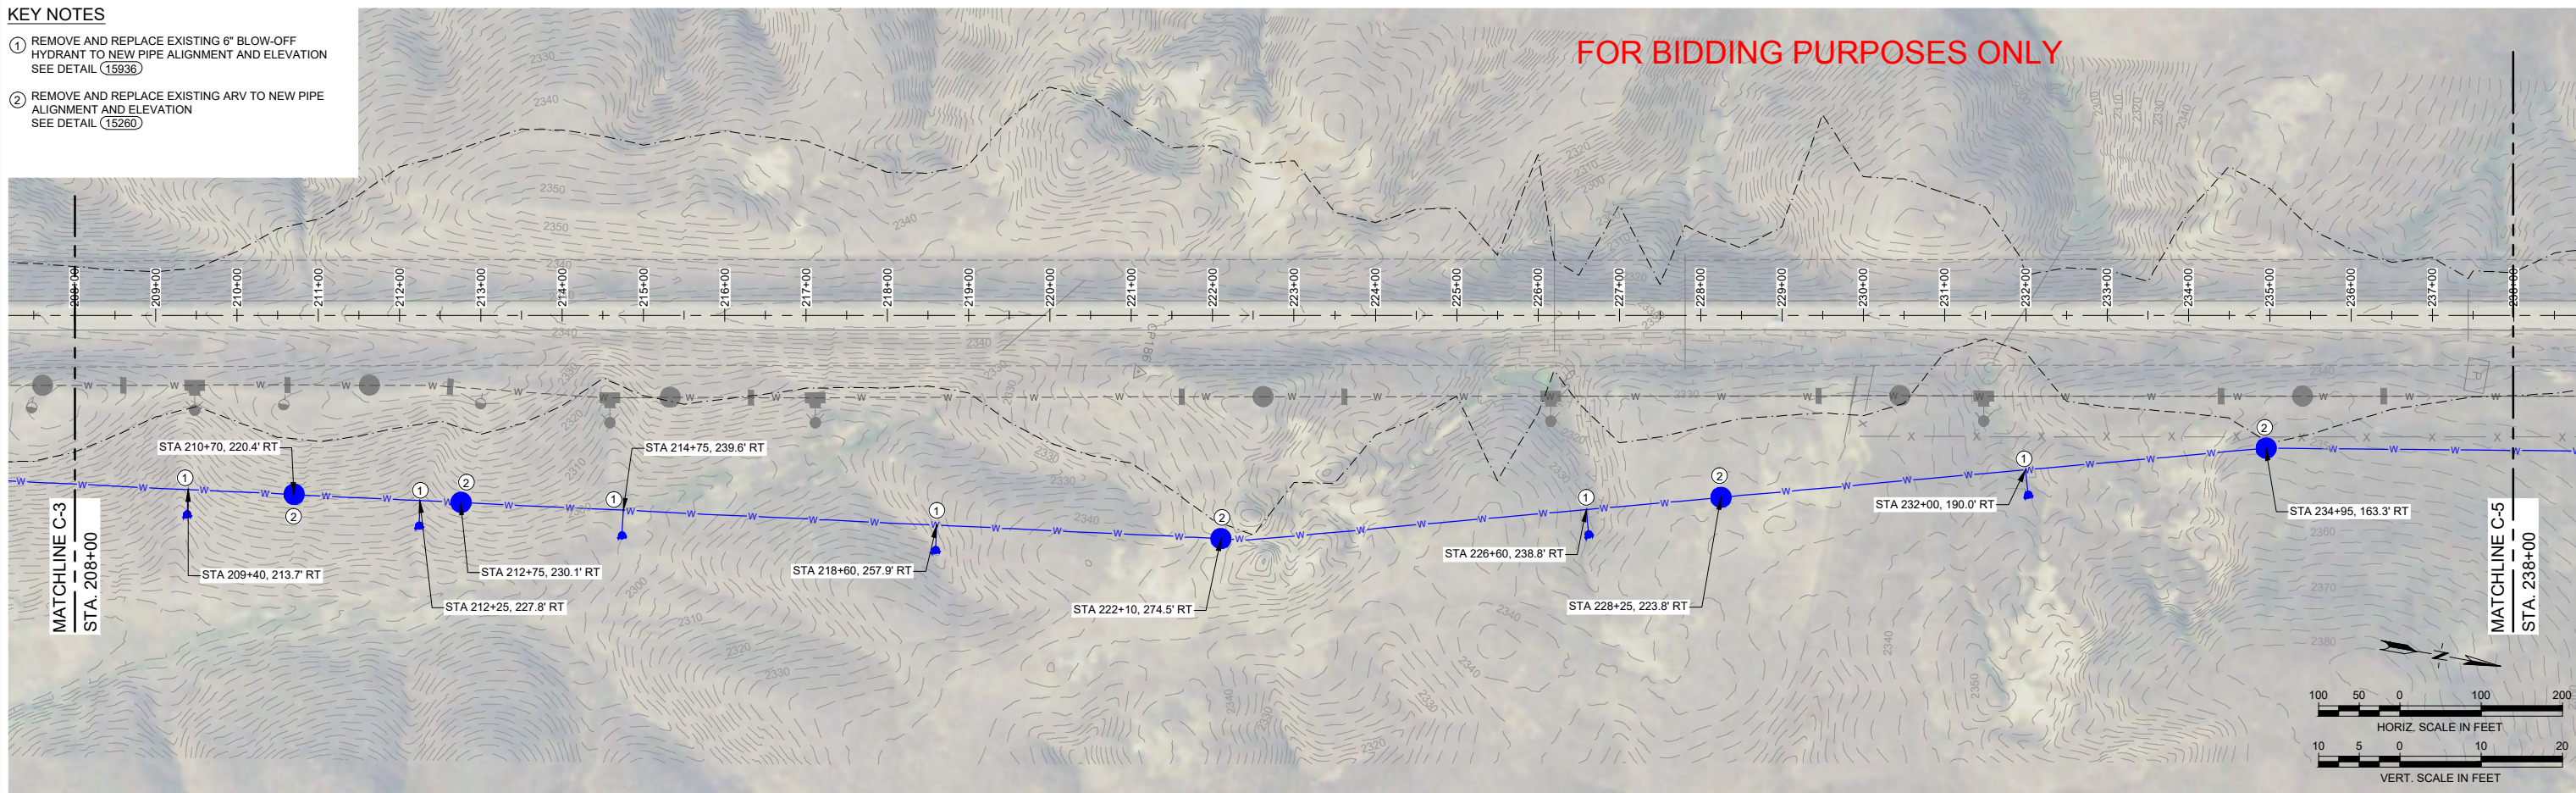 KEY NOTES
1 REMOVE AND REPLACE EXISTING 6" BLOW-OFF
HYDRANT TO NEW PIPE ALIGNMENT AND ELEVATION
SEE DETAIL 15936
2 REMOVE AND REPLACE EXISTING ARV TO NEW PIPE
ALIGNMENT AND ELEVATION
SEE DETAIL 15260
FOR BIDDING PURPOSES ONLY
208+00 209+00 210+00 211+00 212+00 213+00 214+00 215+00 216+00 217+00 218+00 219+00 220+00 221+00 222+00 223+00 224+00 225+00 226+00 227+00 228+00 229+00 230+00 231+00 232+00 233+00 234+00 235+00 236+00 237+00 238+00
CP186
P
MATCHLINE C-3
STA. 208+00
STA 210+70, 220.4' RT
STA 209+40, 213.7' RT
STA 212+25, 227.8' RT
STA 212+75, 230.1' RT
STA 214+75, 239.6' RT
STA 218+60, 257.9' RT
STA 222+10, 274.5' RT
STA 226+60, 238.8' RT
STA 228+25, 223.8' RT
STA 232+00, 190.0' RT
STA 234+95, 163.3' RT
MATCHLINE C-5
STA. 238+00
N
100 50 0 100 200
HORIZ. SCALE IN FEET
10 5 0 10 20
VERT. SCALE IN FEET